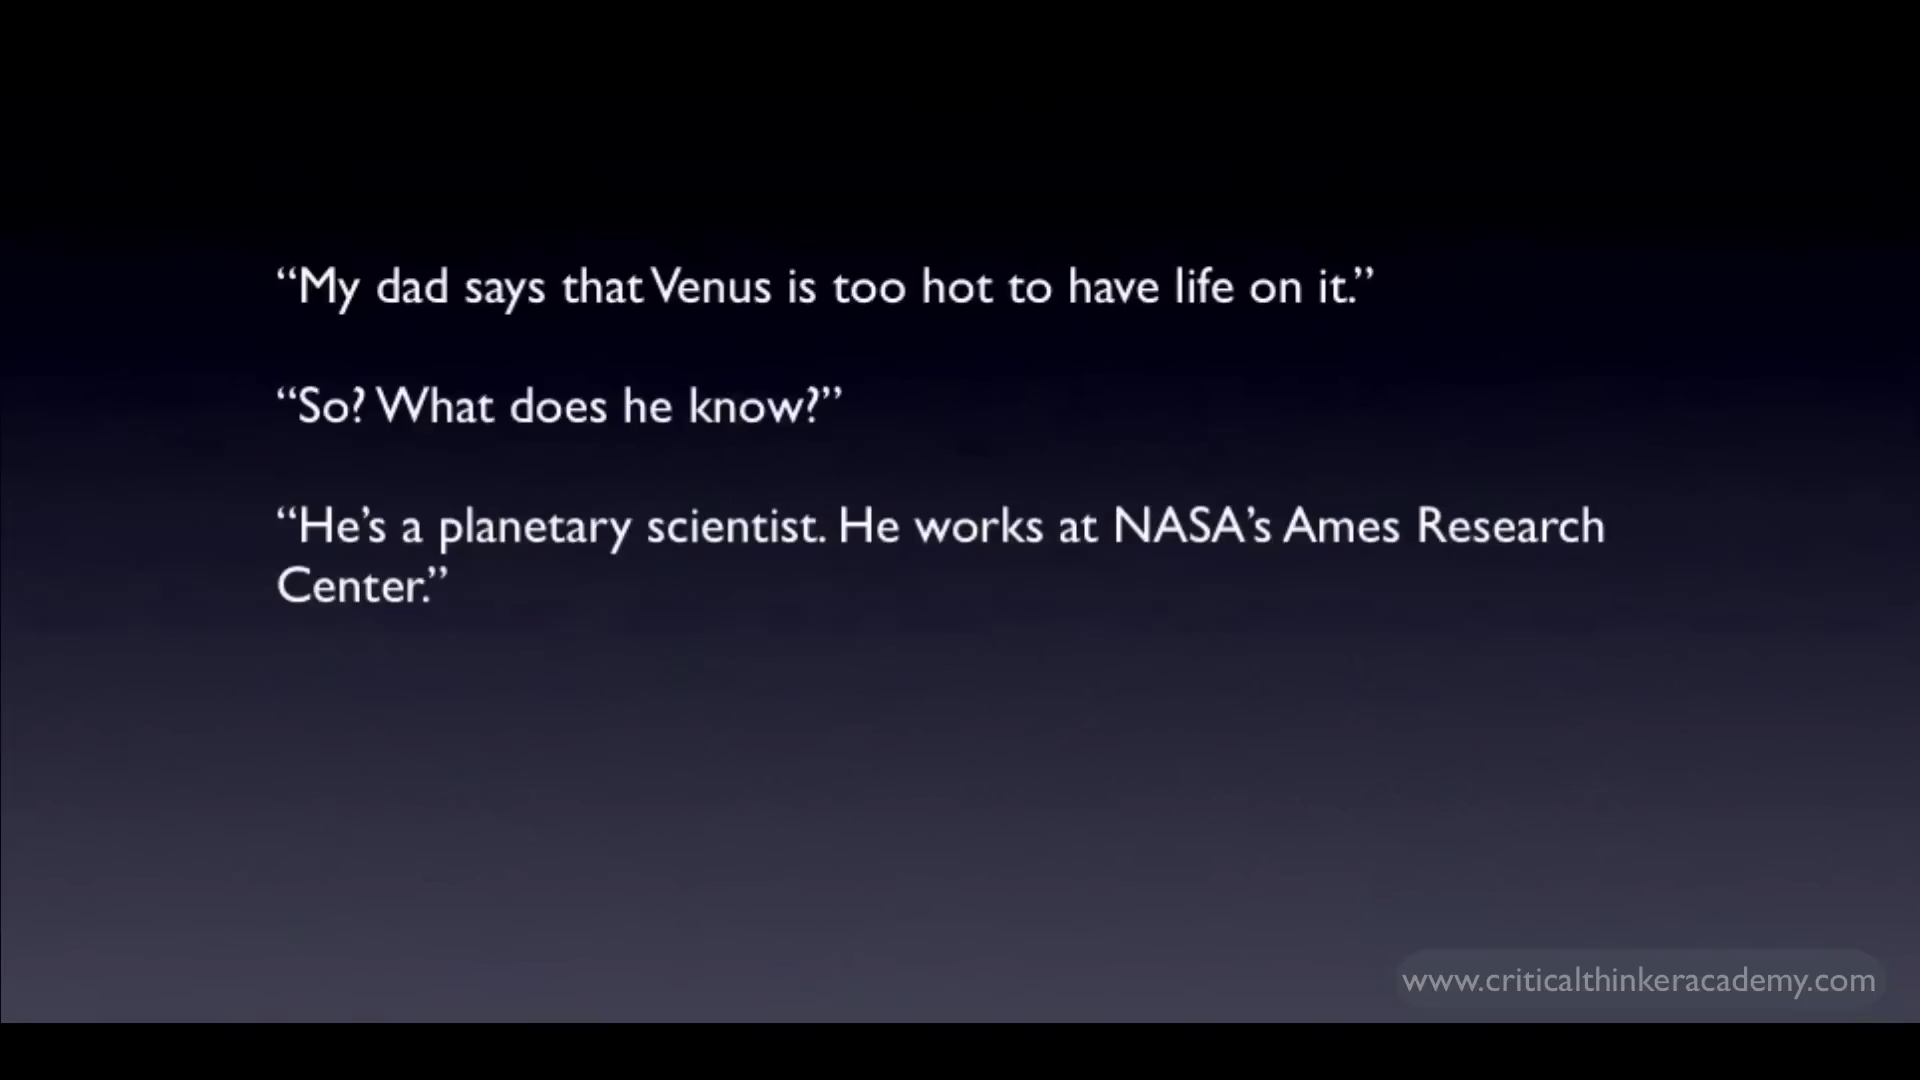 “My dad says that Venus is too hot to have life on it.”
“So? What does he know?”
“He’s a planetary scientist. He works at NASA’s Ames Research
Center.”
www.criticalthinkeracademy.com